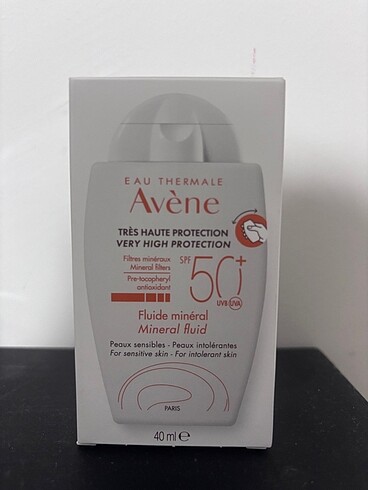 EAU THERMALE
Avène
TRÈS HAUTE PROTECTION
VERY HIGH PROTECTION
Filtres minéraux
Mineral filters
Pre-tocopheryl
antioxidant
SPF 50+
UVB UVA
Fluide minéral
Mineral fluid
Peaux sensibles - Peaux intolérantes
For sensitive skin - For intolerant skin
PARIS
40 ml e